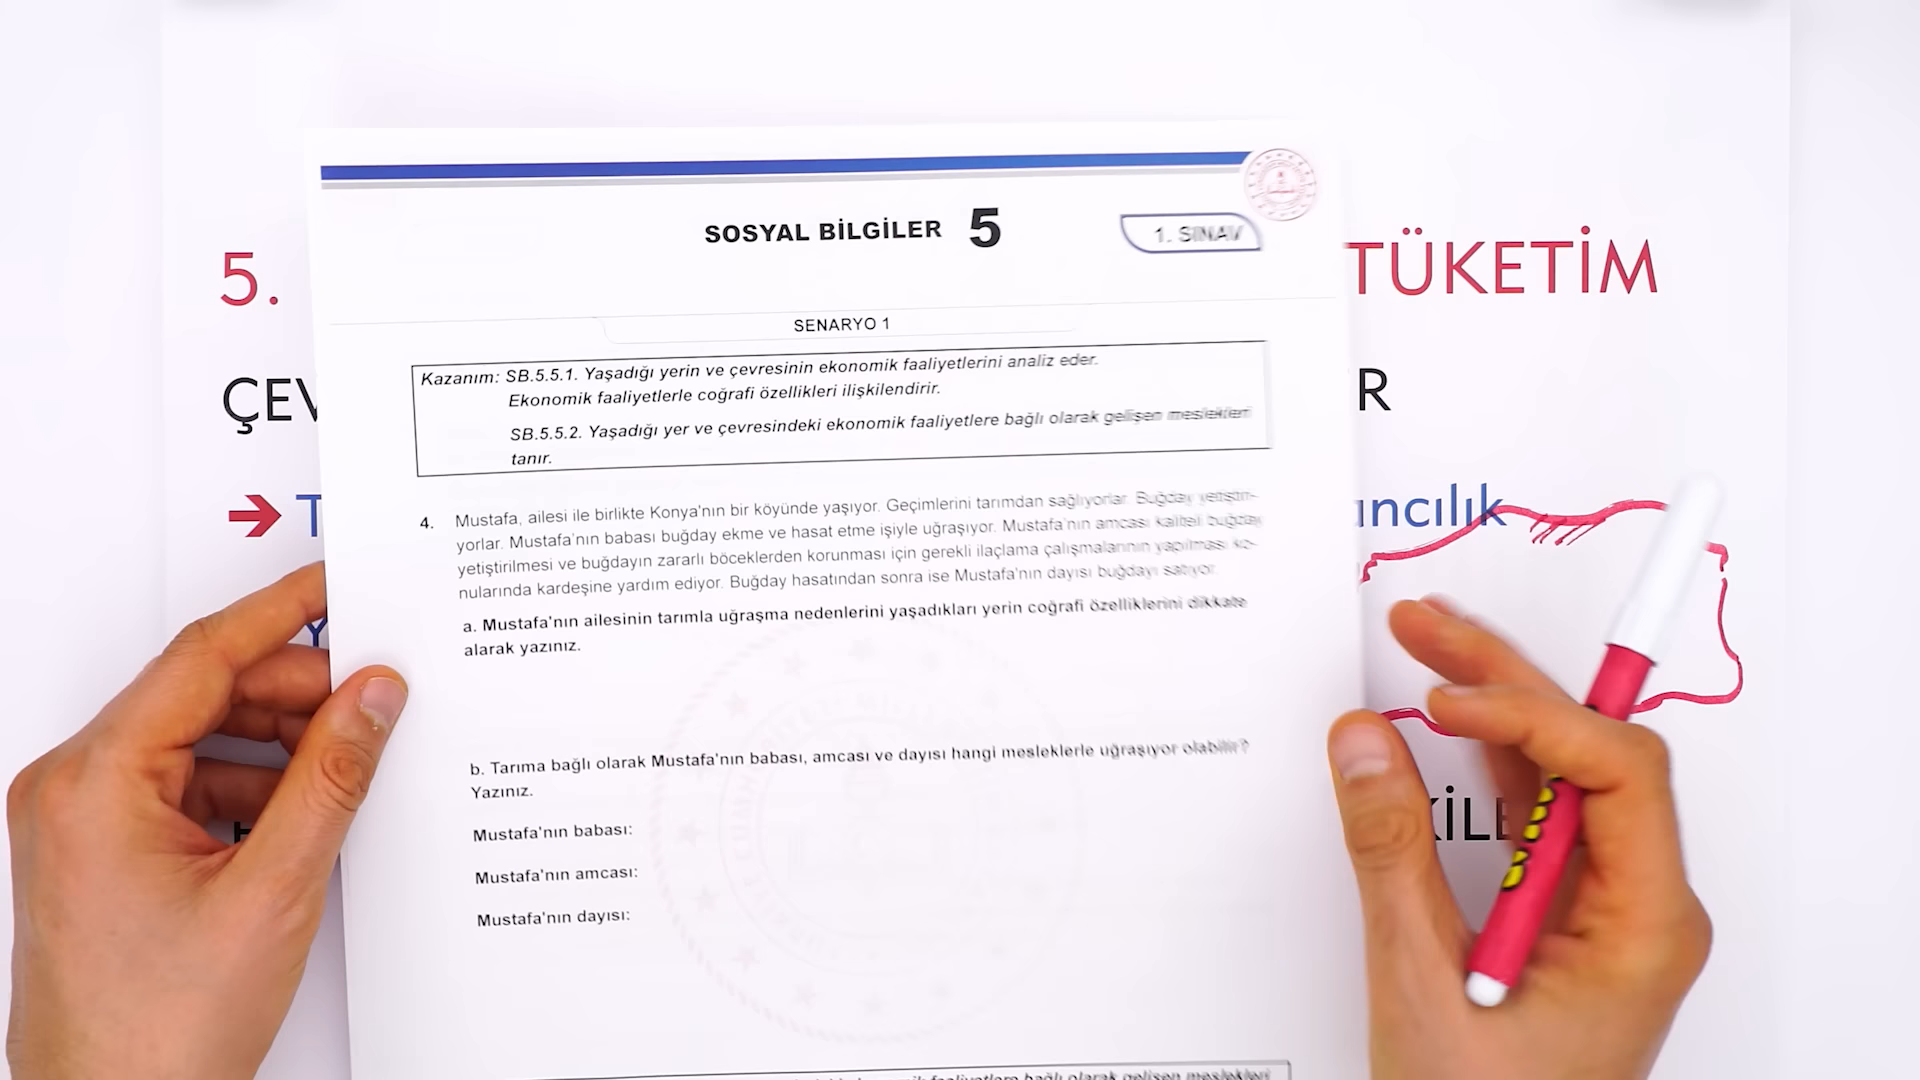 SOSYAL BİLGİLER 5
1. SINAV
5.
TÜKETİM
SENARYO 1
Kazanım: SB.5.5.1. Yaşadığı yerin ve çevresinin ekonomik faaliyetlerini analiz eder.
Ekonomik faaliyetlerle coğrafi özellikleri ilişkilendirir.
SB.5.5.2. Yaşadığı yer ve çevresindeki ekonomik faaliyetlere bağlı olarak gelişen meslekleri
tanır.
ÇEV
R
T
ıncılık
4. Mustafa, ailesi ile birlikte Konya'nın bir köyünde yaşıyor. Geçimlerini tarımdan sağlıyorlar. Buğday yetiştiri-
yorlar. Mustafa'nın babası buğday ekme ve hasat etme işiyle uğraşıyor. Mustafa'nın amcası kaliteli buğday
yetiştirilmesi ve buğdayın zararlı böceklerden korunması için gerekli ilaçlama çalışmalarının yapılması ko-
nularında kardeşine yardım ediyor. Buğday hasatından sonra ise Mustafa'nın dayısı buğdayı satıyor.
a. Mustafa'nın ailesinin tarımla uğraşma nedenlerini yaşadıkları yerin coğrafi özelliklerini dikkate
alarak yazınız.
Y
b. Tarıma bağlı olarak Mustafa'nın babası, amcası ve dayısı hangi mesleklerle uğraşıyor olabilir?
Yazınız.
Mustafa'nın babası:
Mustafa'nın amcası:
Mustafa'nın dayısı:
KİLE
faaliyetlere bağlı olarak gelişen meslekleri